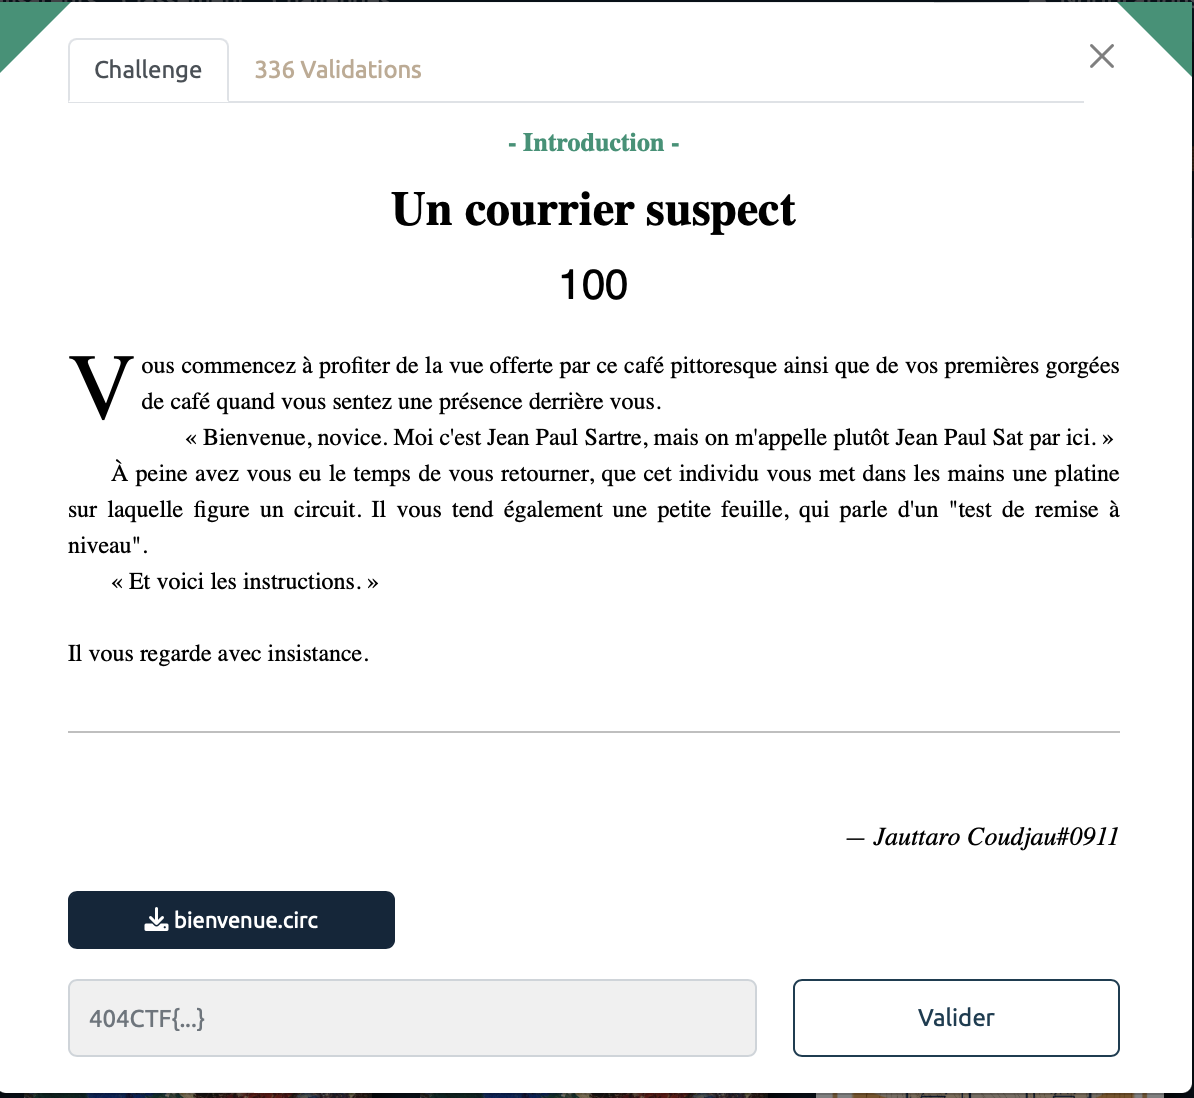 Challenge
336 Validations
- Introduction -
Un courrier suspect
100
Vous commencez à profiter de la vue offerte par ce café pittoresque ainsi que de vos premières gorgées
de café quand vous sentez une présence derrière vous.
« Bienvenue, novice. Moi c'est Jean Paul Sartre, mais on m'appelle plutôt Jean Paul Sat par ici. »
À peine avez vous eu le temps de vous retourner, que cet individu vous met dans les mains une platine
sur laquelle figure un circuit. Il vous tend également une petite feuille, qui parle d'un "test de remise à
niveau".
« Et voici les instructions. »
Il vous regarde avec insistance.
— Jauttaro Coudjau#0911
bienvenue.circ
404CTF{...}
Valider